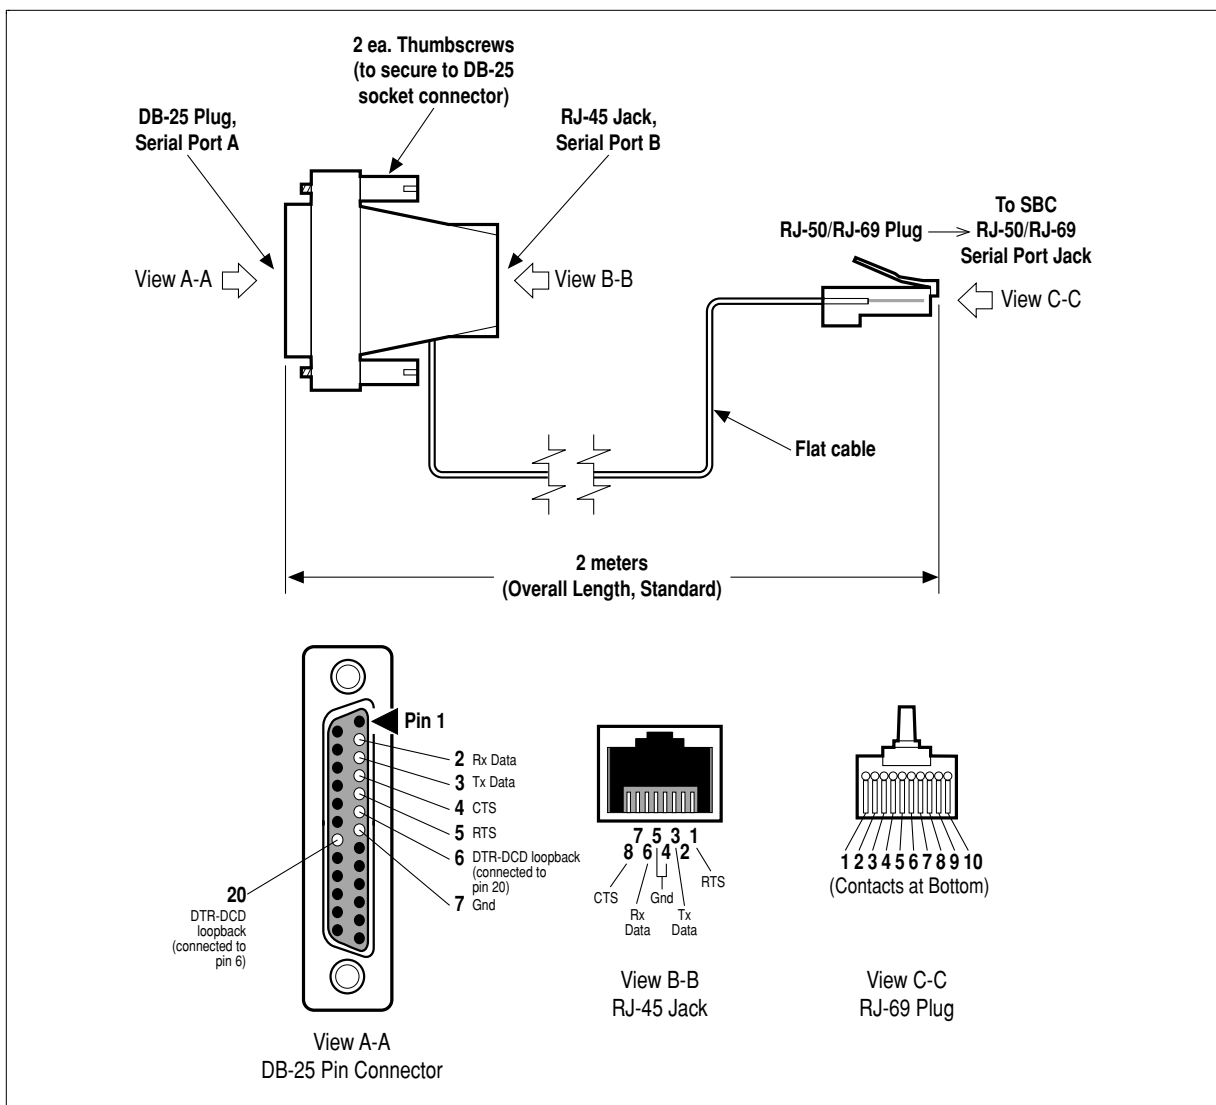 2 ea. Thumbscrews
(to secure to DB-25
socket connector)
DB-25 Plug,
Serial Port A
RJ-45 Jack,
Serial Port B
To SBC
RJ-50/RJ-69 Plug
RJ-50/RJ-69
Serial Port Jack
View A-A
View B-B
View C-C
Flat cable
2 meters
(Overall Length, Standard)
Pin 1
2 Rx Data
3 Tx Data
4 CTS
5 RTS
6 DTR-DCD loopback
(connected to
pin 20)
7 Gnd
20
DTR-DCD
loopback
(connected to
pin 6)
View A-A
DB-25 Pin Connector
7 5 3 1
8 6 4 2
CTS
Gnd
RTS
Rx
Data
Tx
Data
View B-B
RJ-45 Jack
1 2 3 4 5 6 7 8 9 10
(Contacts at Bottom)
View C-C
RJ-69 Plug